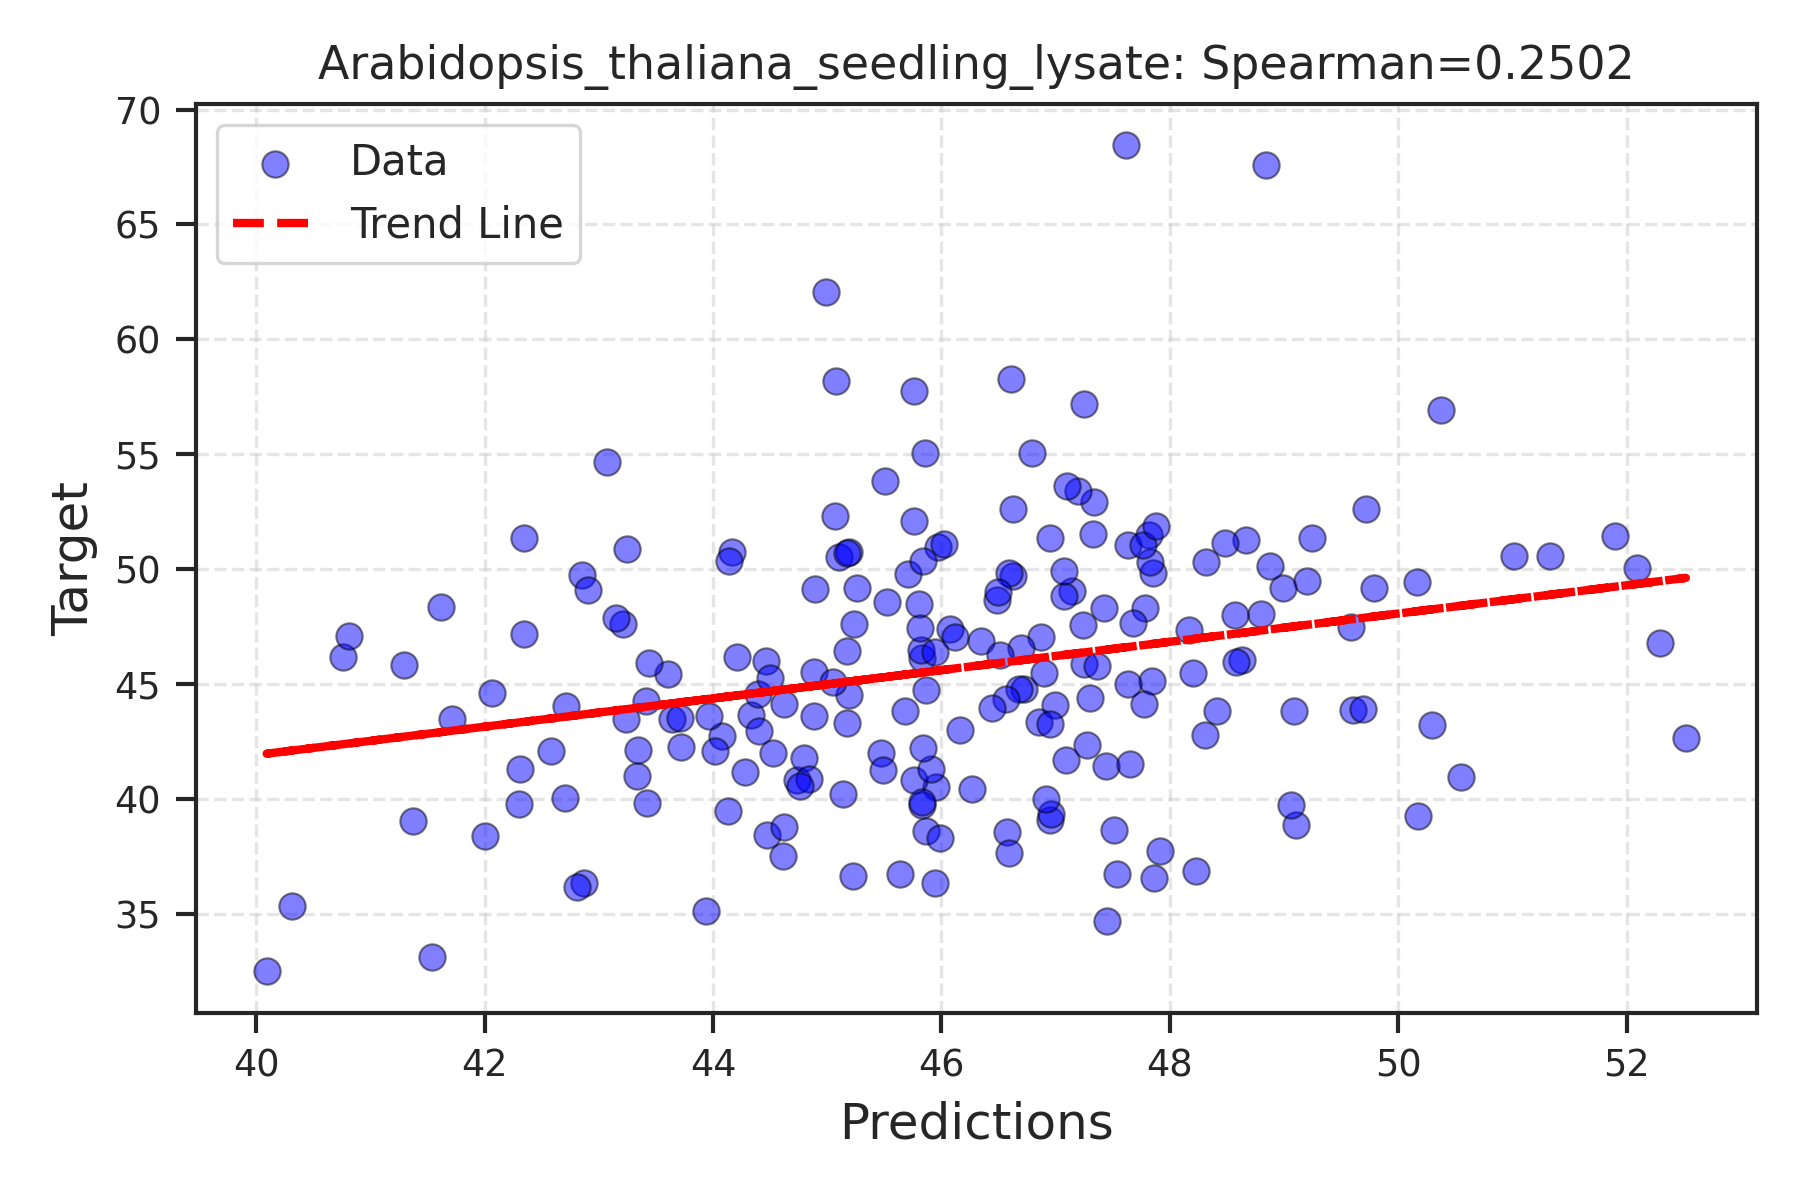 Arabidopsis_thaliana_seedling_lysate: Spearman=0.2502
Data
Trend Line
70
65
60
55
50
45
40
35
Target
40 42 44 46 48 50 52
Predictions